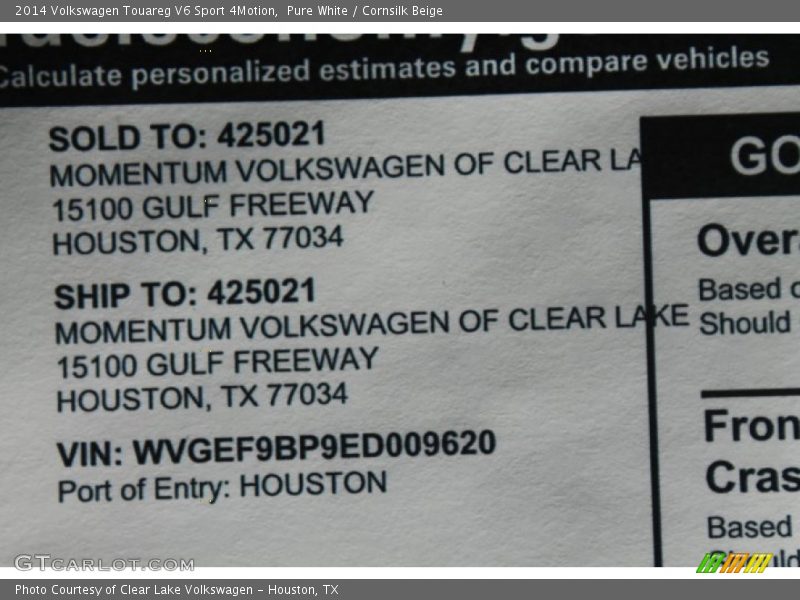 2014 Volkswagen Touareg V6 Sport 4Motion, Pure White / Cornsilk Beige
Calculate personalized estimates and compare vehicles
SOLD TO: 425021
MOMENTUM VOLKSWAGEN OF CLEAR LA
15100 GULF FREEWAY
HOUSTON, TX 77034
SHIP TO: 425021
MOMENTUM VOLKSWAGEN OF CLEAR LAKE
15100 GULF FREEWAY
HOUSTON, TX 77034
VIN: WVGEF9BP9ED009620
Port of Entry: HOUSTON
GO
Overa
Based o
Should
Fron
Cras
Based
GTCARLOT.COM
Photo Courtesy of Clear Lake Volkswagen - Houston, TX